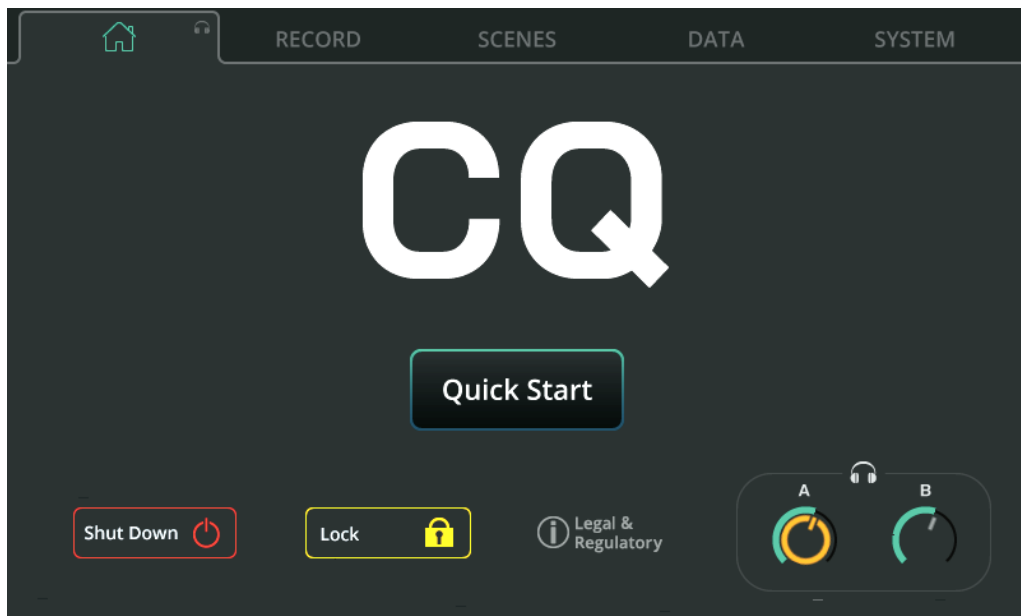 RECORD SCENES DATA SYSTEM
CQ
Quick Start
A B
Shut Down Lock Legal &
Regulatory